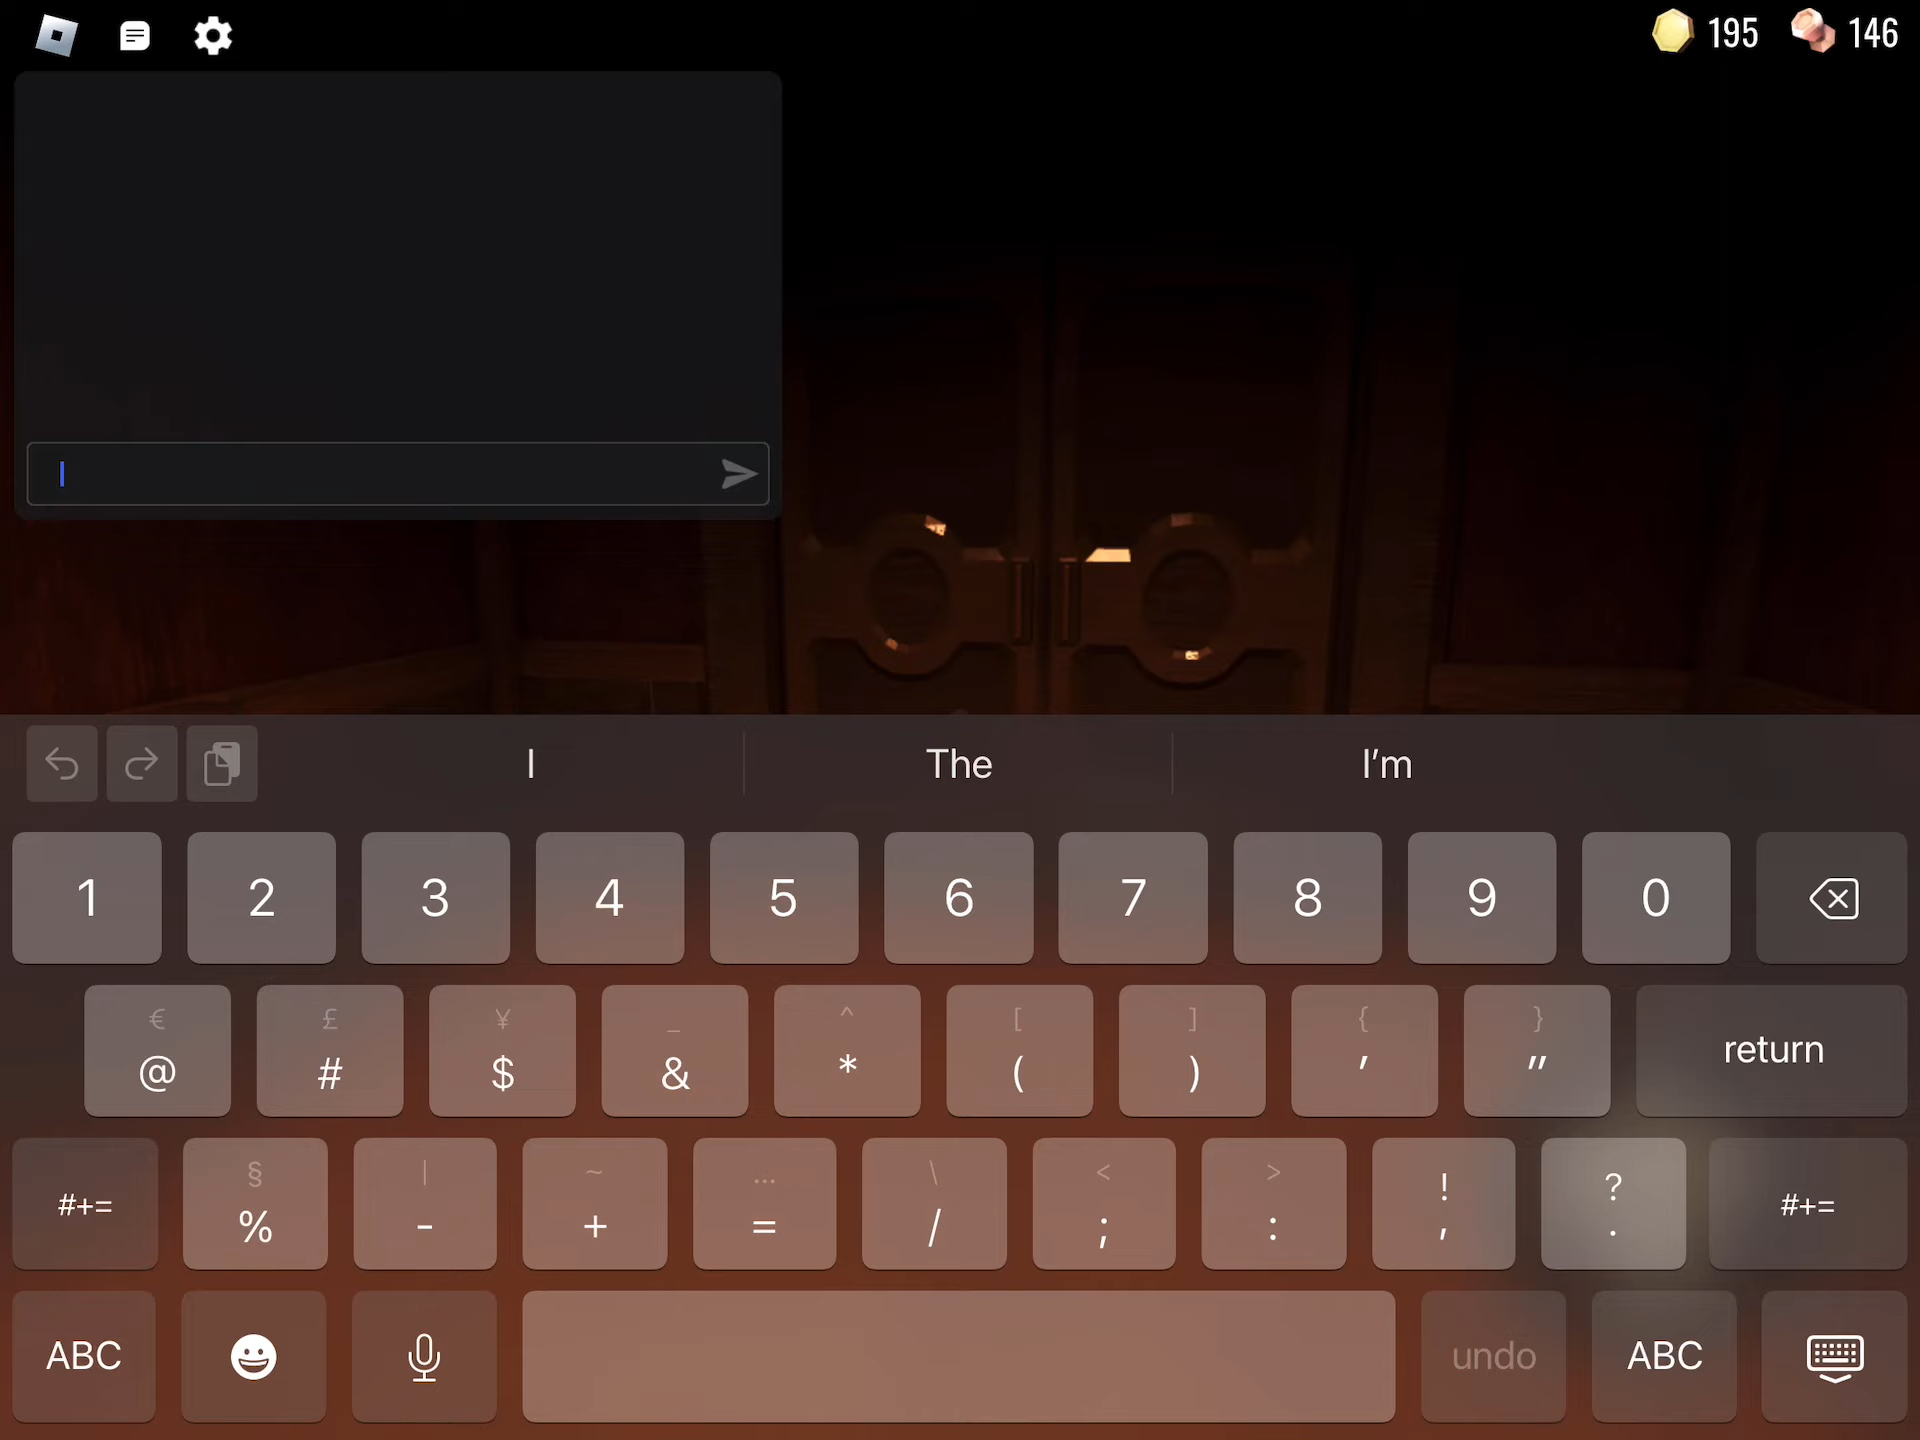 195 146
I The I'm
1 2 3 4 5 6 7 8 9 0
€ £ ¥ _ ^ [ ] { }
@ # $ & * ( ) ' " return
§ | ~ ... \ < > ! ?
#+= % - + = / ; : , . #+=
ABC undo ABC